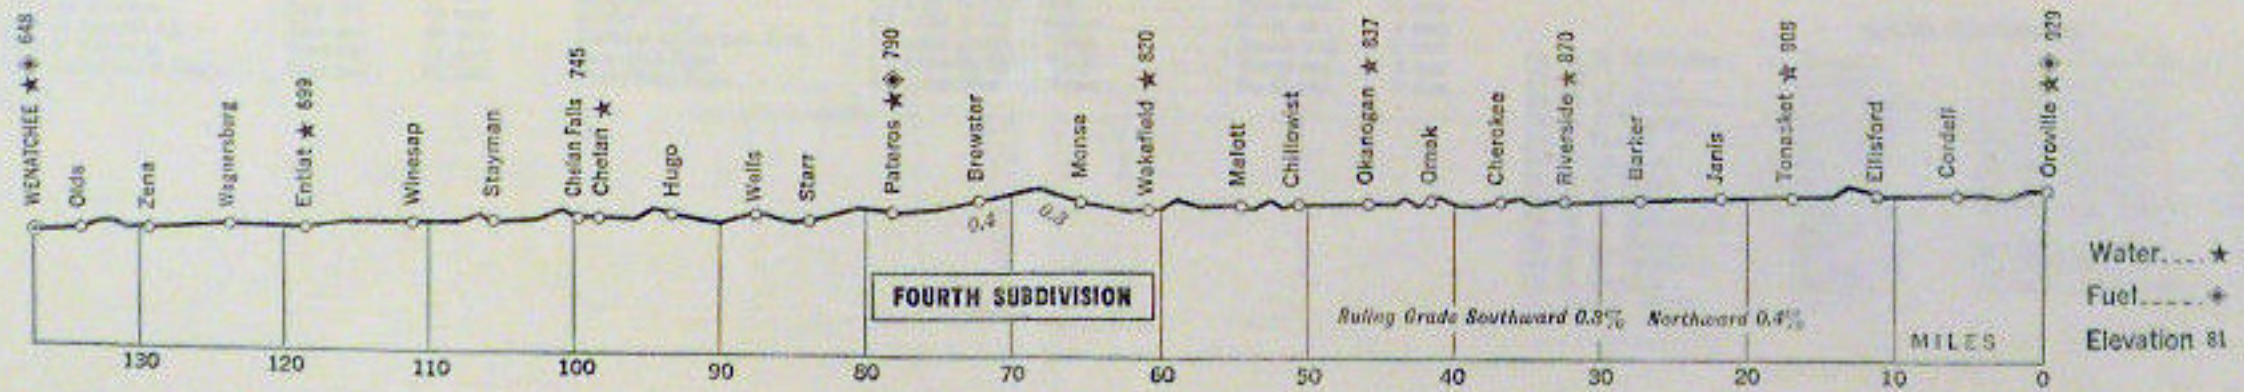 WENATCHEE ★◈ 648
Olds
Zena
Wagnersburg
Entiat ★ 699
Winesap
Stayman
Chelan Falls 745
Chelan ★
Hugo
Wells
Starr
Pateros ★◈ 790
Brewster
Monse
Wakefield ★ 820
Malott
Chillowist
Okanogan ★ 837
Omak
Cherokee
Riverside ★ 870
Barker
Janis
Tonasket ★
Ellisford
Cordell
Oroville ★◈
0.4
0.3
FOURTH SUBDIVISION
Ruling Grade Southward 0.3% Northward 0.4%
MILES
130 120 110 100 90 80 70 60 50 40 30 20 10 0
Water.... ★
Fuel..... ◈
Elevation 81